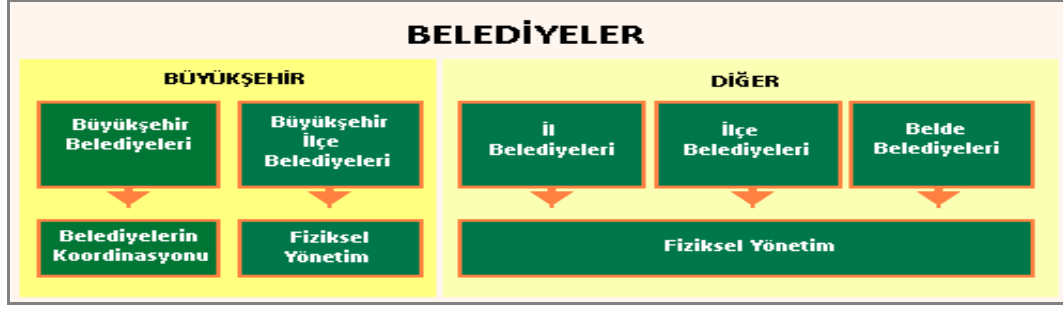 BELEDİYELER
BÜYÜKŞEHİR
Büyükşehir
Belediyeleri
Büyükşehir
İlçe
Belediyeleri
Belediyelerin
Koordinasyonu
Fiziksel
Yönetim
DİĞER
İl
Belediyeleri
İlçe
Belediyeleri
Belde
Belediyeleri
Fiziksel Yönetim